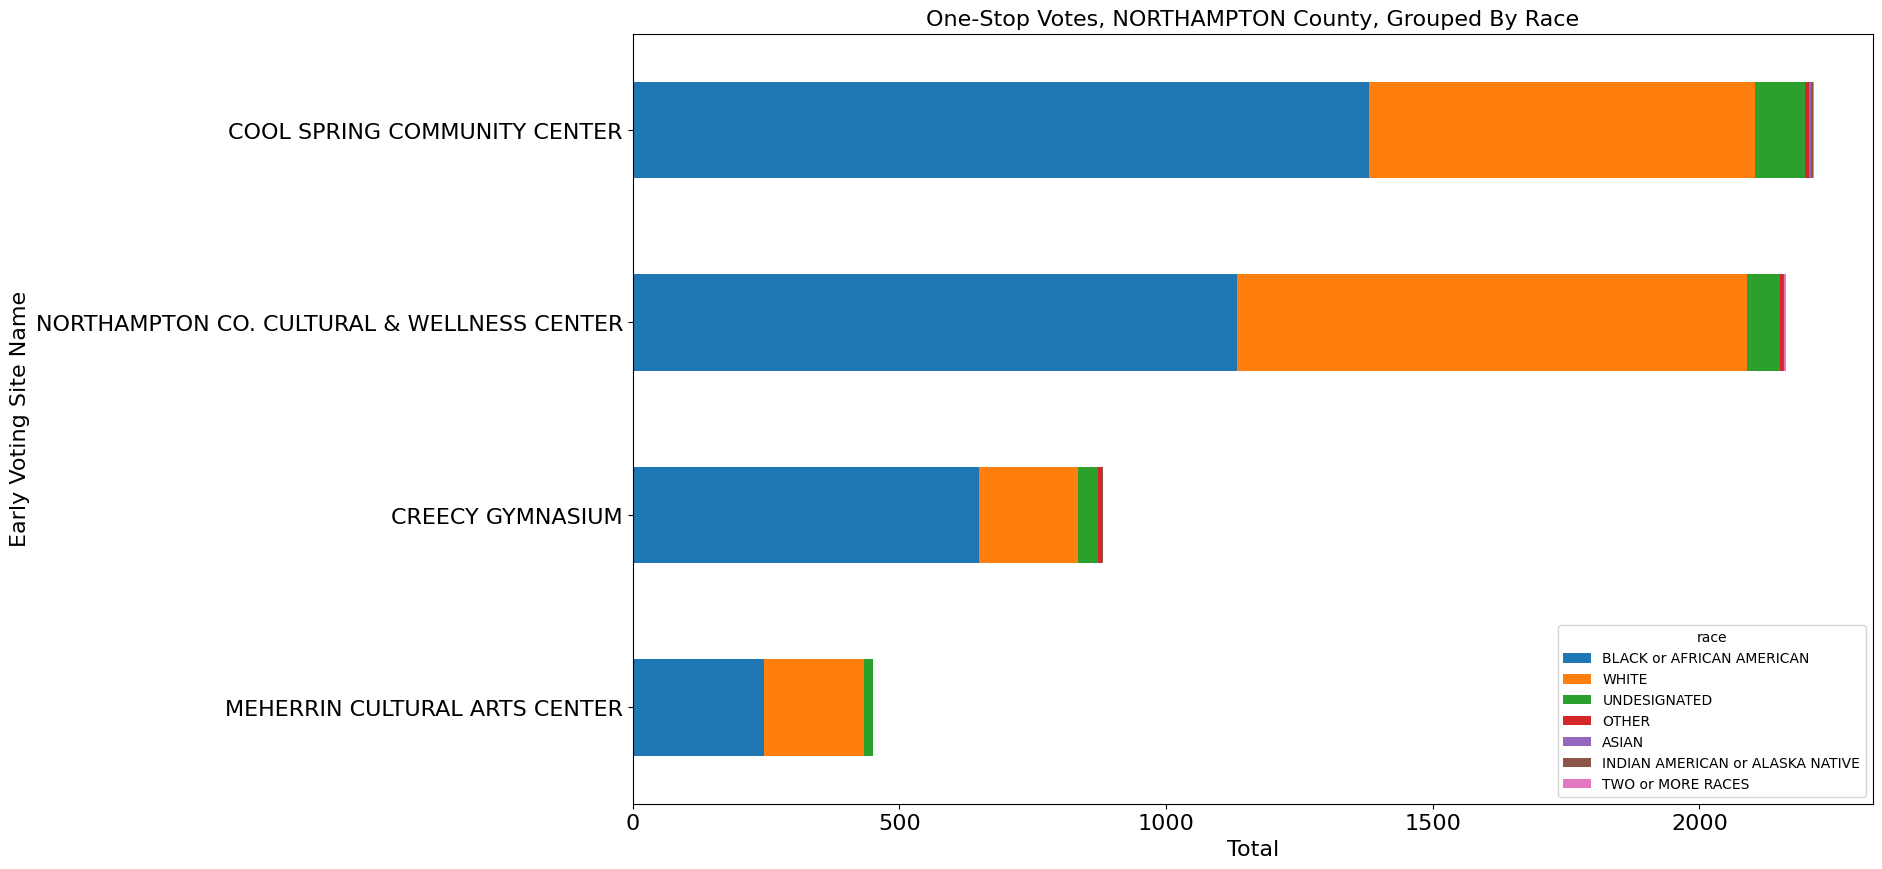 One-Stop Votes, NORTHAMPTON County, Grouped By Race
Early Voting Site Name
COOL SPRING COMMUNITY CENTER
NORTHAMPTON CO. CULTURAL & WELLNESS CENTER
CREECY GYMNASIUM
MEHERRIN CULTURAL ARTS CENTER
race
BLACK or AFRICAN AMERICAN
WHITE
UNDESIGNATED
OTHER
ASIAN
INDIAN AMERICAN or ALASKA NATIVE
TWO or MORE RACES
0 500 1000 1500 2000
Total